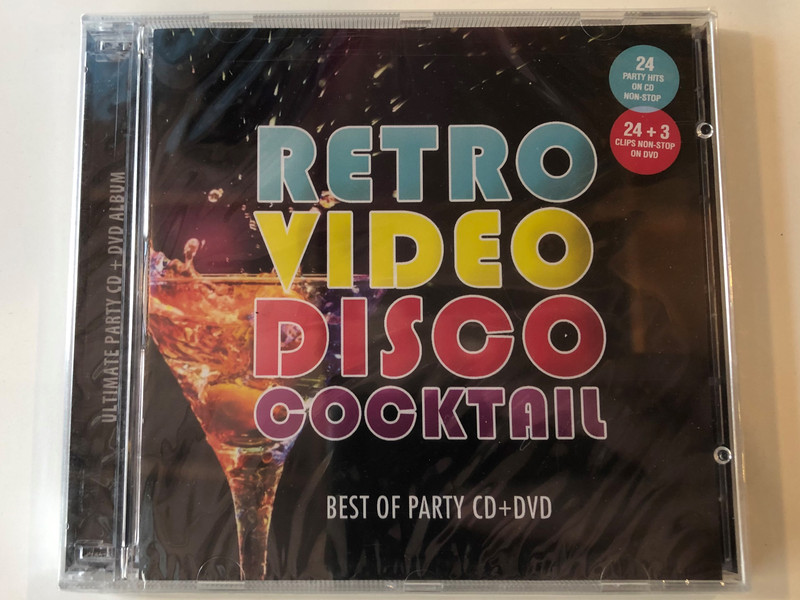 ULTIMATE PARTY CD + DVD ALBUM
24
PARTY HITS
ON CD
NON-STOP
24 + 3
CLIPS NON-STOP
ON DVD
RETRO
VIDEO
DISCO
COCKTAIL
BEST OF PARTY CD+DVD